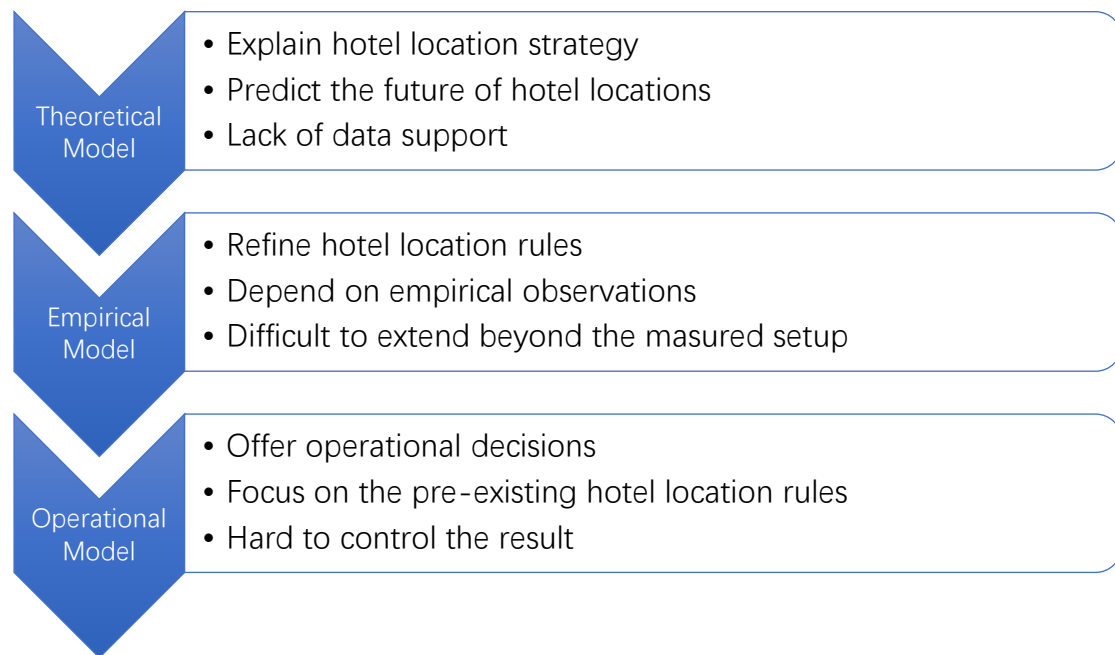 Theoretical
Model
• Explain hotel location strategy
• Predict the future of hotel locations
• Lack of data support
Empirical
Model
• Refine hotel location rules
• Depend on empirical observations
• Difficult to extend beyond the masured setup
Operational
Model
• Offer operational decisions
• Focus on the pre-existing hotel location rules
• Hard to control the result